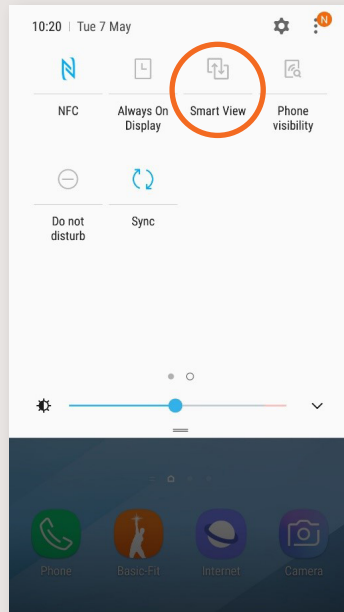 10:20 | Tue 7 May
N
NFC
Always On
Display
Smart View
Phone
visibility
Do not
disturb
Sync
Phone
Basic-Fit
Internet
Camera